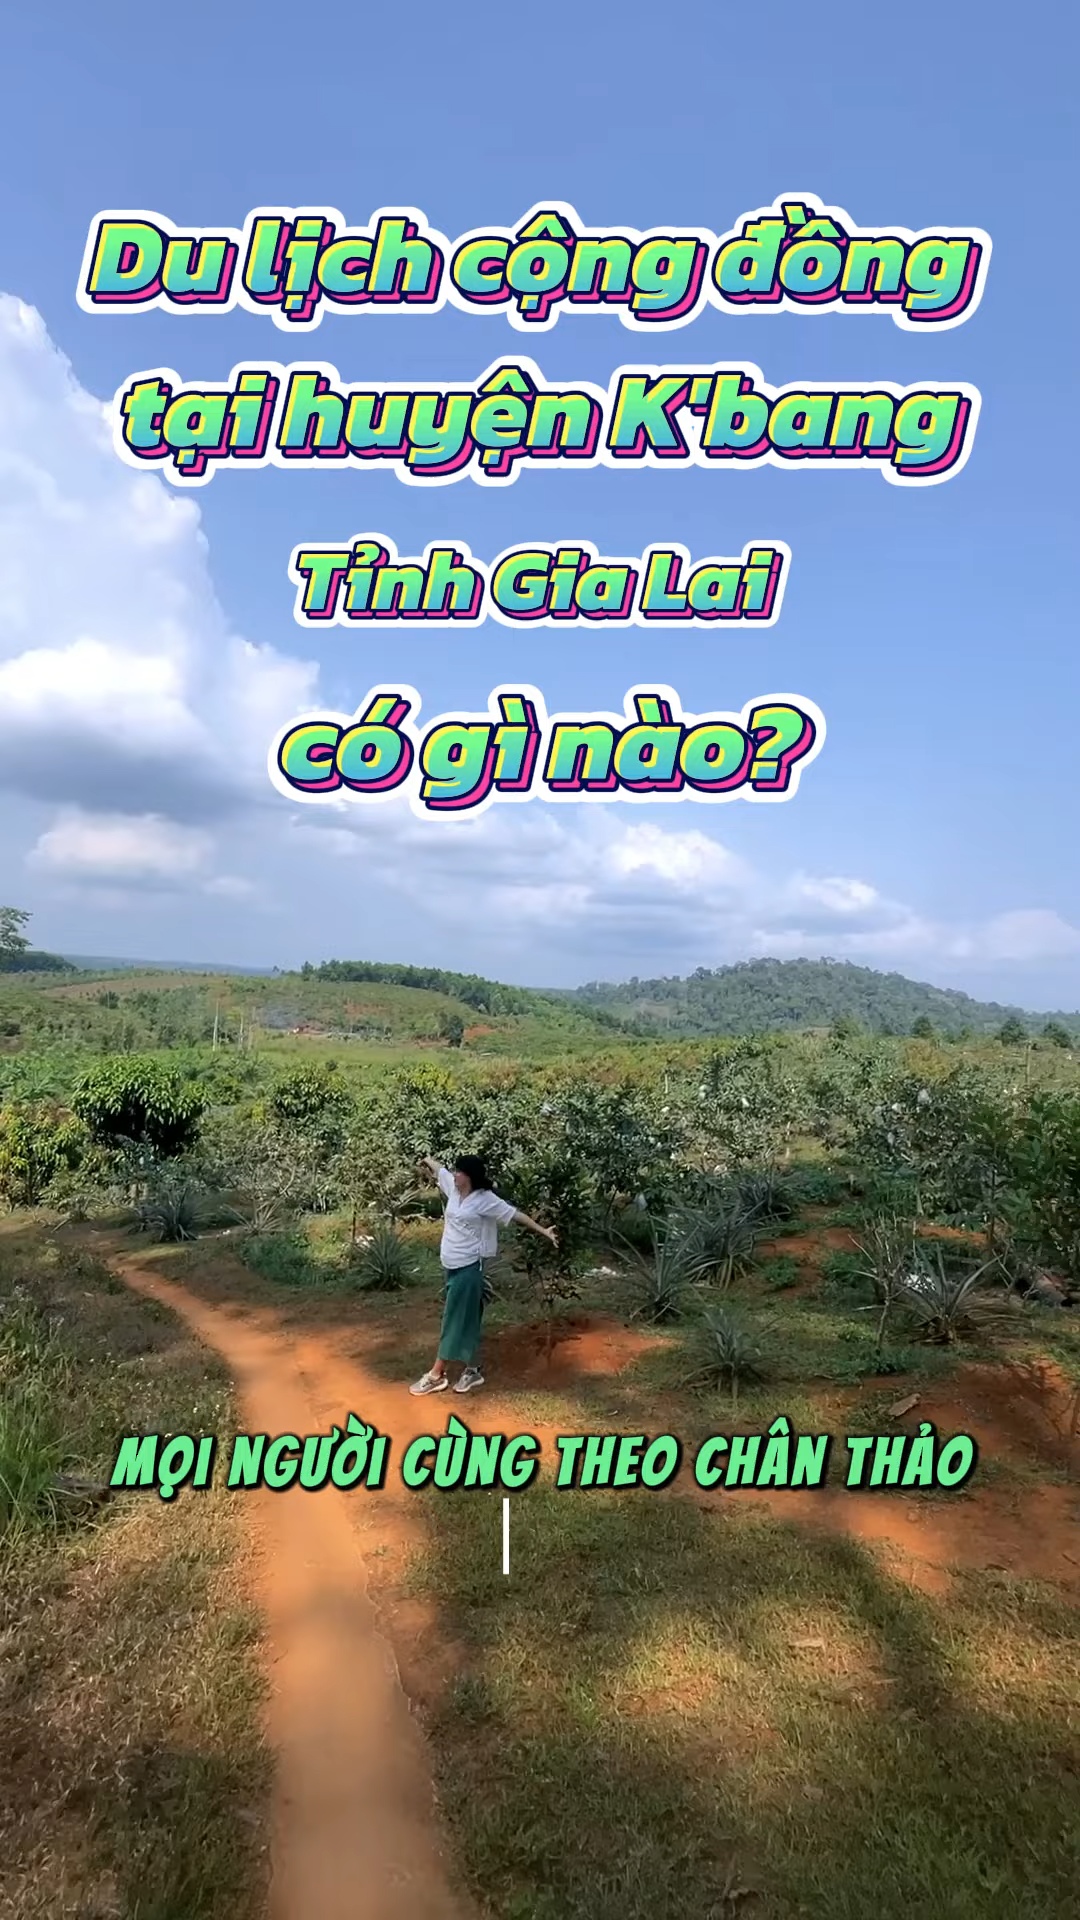 Du lịch cộng đồng
tại huyện K'bang
Tỉnh Gia Lai
có gì nào?
MỌI NGƯỜI CÙNG THEO CHÂN THẢO